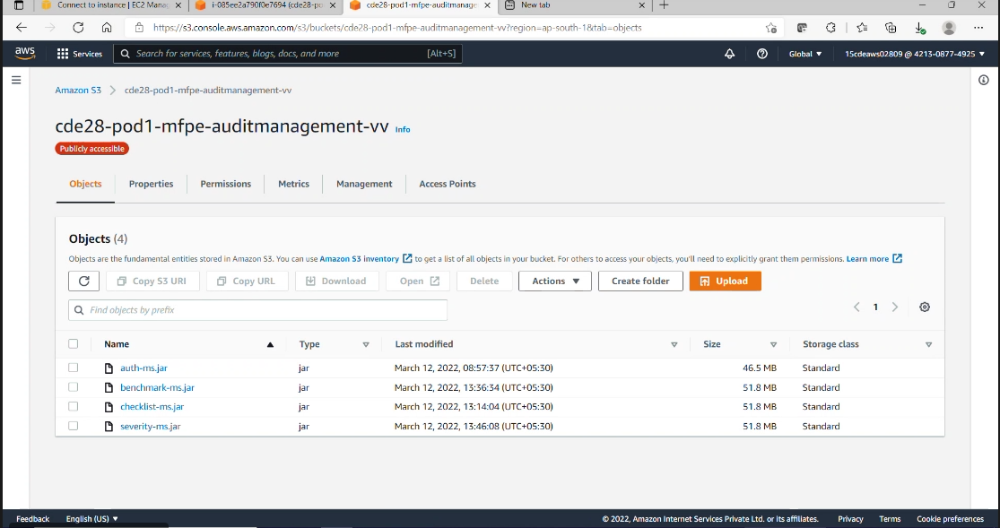 Connect to instance | EC2 Manag
i-085ee2a790f0e7694 (cde28-po
cde28-pod1-mfpe-auditmanage
New tab
https://s3.console.aws.amazon.com/s3/buckets/cde28-pod1-mfpe-auditmanagement-vv?region=ap-south-1&tab=objects
aws
Services
Search for services, features, blogs, docs, and more
[Alt+S]
Global
15cdeaws02809 @ 4213-0877-4925
Amazon S3
cde28-pod1-mfpe-auditmanagement-vv
cde28-pod1-mfpe-auditmanagement-vv
Info
Publicly accessible
Objects
Properties
Permissions
Metrics
Management
Access Points
Objects (4)
Objects are the fundamental entities stored in Amazon S3. You can use Amazon S3 inventory to get a list of all objects in your bucket. For others to access your objects, you'll need to explicitly grant them permissions. Learn more
Copy S3 URI
Copy URL
Download
Open
Delete
Actions
Create folder
Upload
Find objects by prefix
1
Name Type Last modified Size Storage class
auth-ms.jar jar March 12, 2022, 08:57:37 (UTC+05:30) 46.5 MB Standard
benchmark-ms.jar jar March 12, 2022, 13:36:34 (UTC+05:30) 51.8 MB Standard
checklist-ms.jar jar March 12, 2022, 13:14:04 (UTC+05:30) 51.8 MB Standard
severity-ms.jar jar March 12, 2022, 13:46:08 (UTC+05:30) 51.8 MB Standard
Feedback
English (US)
© 2022, Amazon Internet Services Private Ltd. or its affiliates.
Privacy
Terms
Cookie preferences